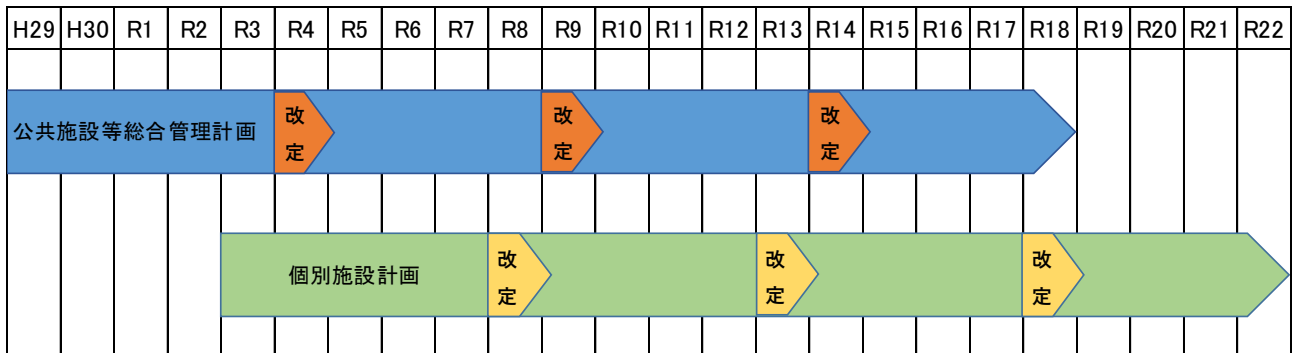 H29 H30 R1 R2 R3 R4 R5 R6 R7 R8 R9 R10 R11 R12 R13 R14 R15 R16 R17 R18 R19 R20 R21 R22
公共施設等総合管理計画 改定 改定 改定
個別施設計画 改定 改定 改定